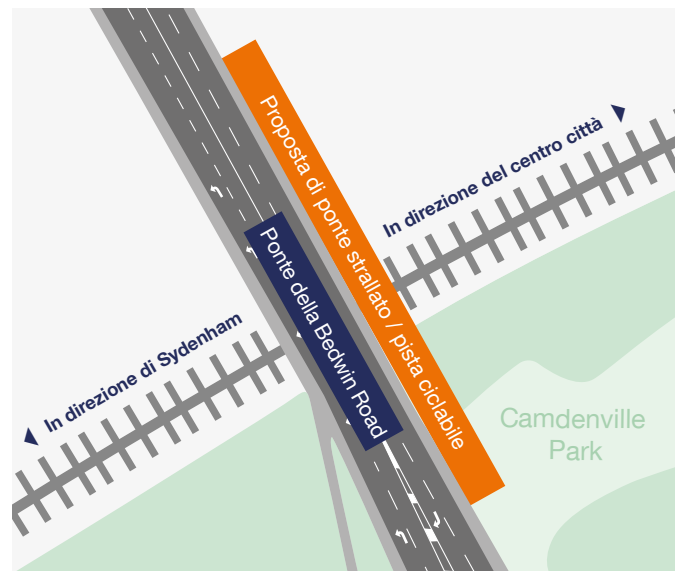 Proposta di ponte strallato / pista ciclabile
In direzione del centro città
Ponte della Bedwin Road
In direzione di Sydenham
Camdenville
Park